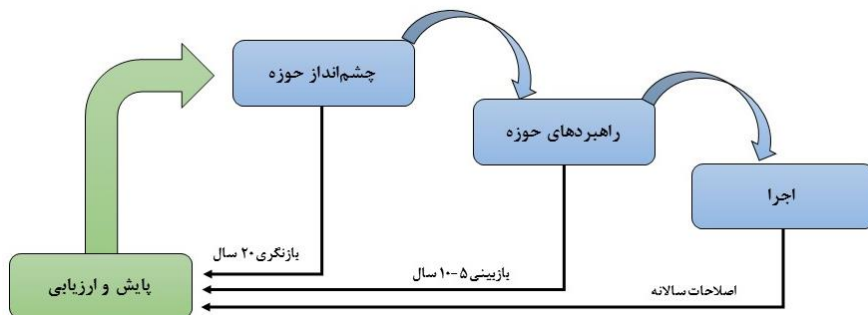 چشم‌انداز حوزه
راهبردهای حوزه
اجرا
بازنگری ۲۰ سال
بازبینی ۵-۱۰ سال
اصلاحات سالانه
پایش و ارزیابی